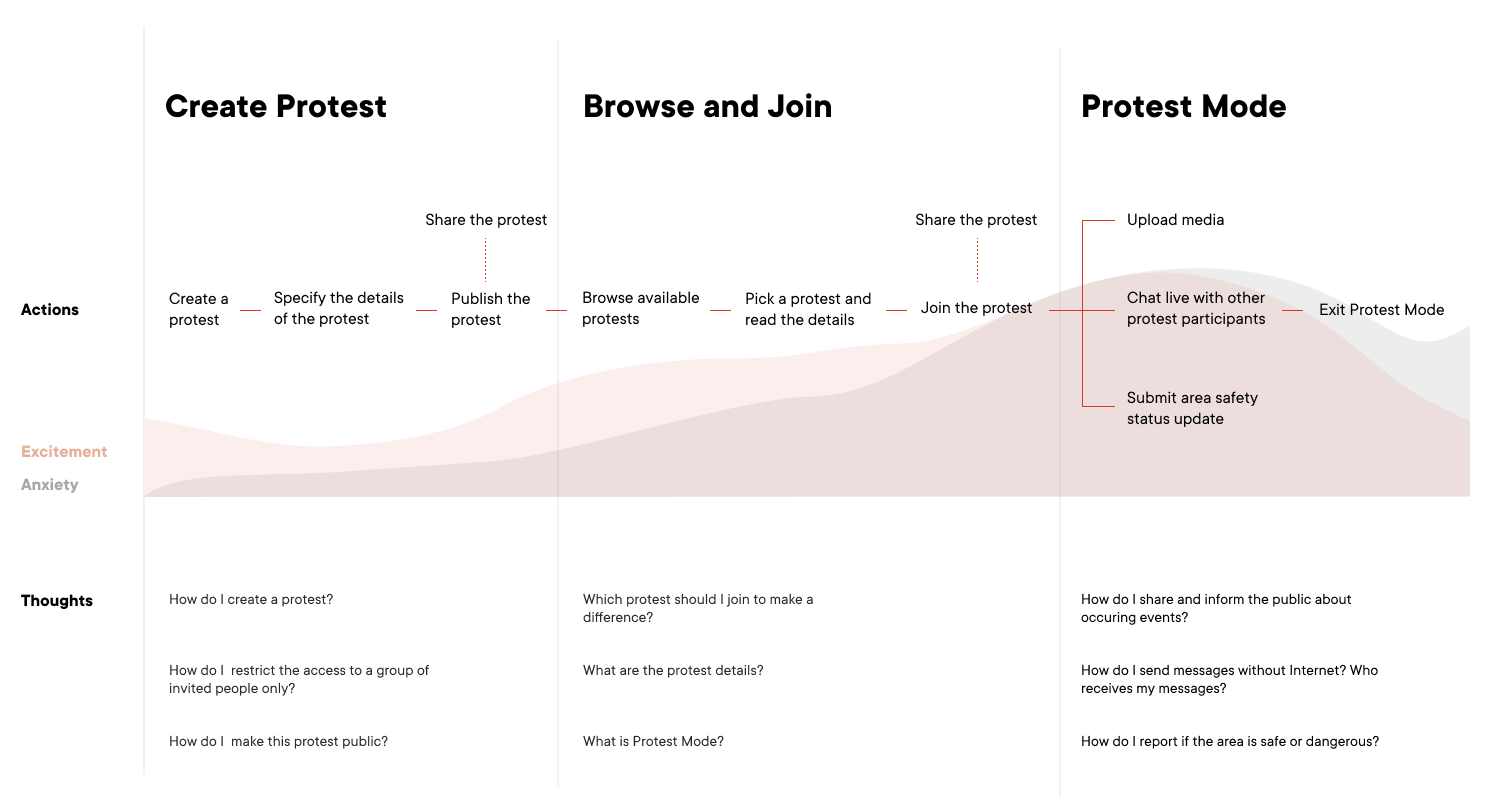 Create Protest
Browse and Join
Protest Mode
Share the protest
Share the protest
Upload media
Actions
Create a
protest
Specify the details
of the protest
Publish the
protest
Browse available
protests
Pick a protest and
read the details
Join the protest
Chat live with other
protest participants
Exit Protest Mode
Submit area safety
status update
Excitement
Anxiety
Thoughts
How do I create a protest?
Which protest should I join to make a
difference?
How do I share and inform the public about
occuring events?
How do I  restrict the access to a group of
invited people only?
What are the protest details?
How do I send messages without Internet? Who
receives my messages?
How do I  make this protest public?
What is Protest Mode?
How do I report if the area is safe or dangerous?